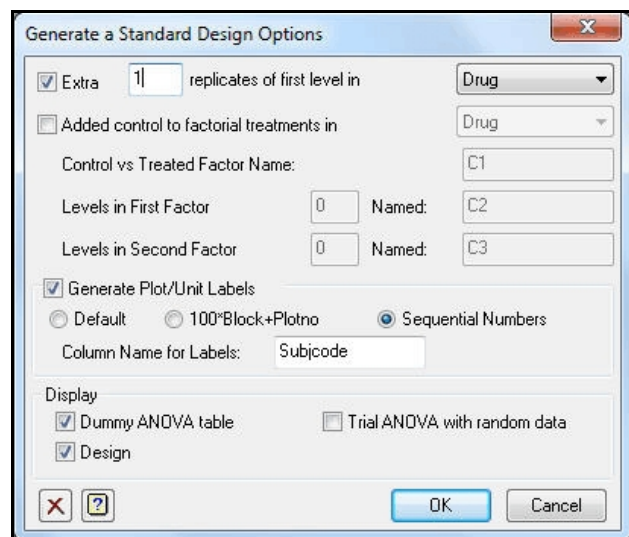 Generate a Standard Design Options
Extra 1 replicates of first level in Drug
Added control to factorial treatments in Drug
Control vs Treated Factor Name: C1
Levels in First Factor 0 Named: C2
Levels in Second Factor 0 Named: C3
Generate Plot/Unit Labels
Default 100*Block+Plotno Sequential Numbers
Column Name for Labels: Subjcode
Display
Dummy ANOVA table Trial ANOVA with random data
Design
OK Cancel